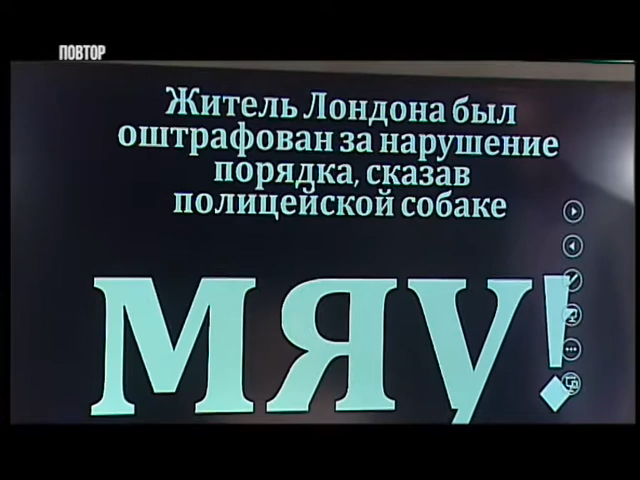 ПОВТОР
Житель Лондона был
оштрафован за нарушение
порядка, сказав
полицейской собаке
МЯУ!